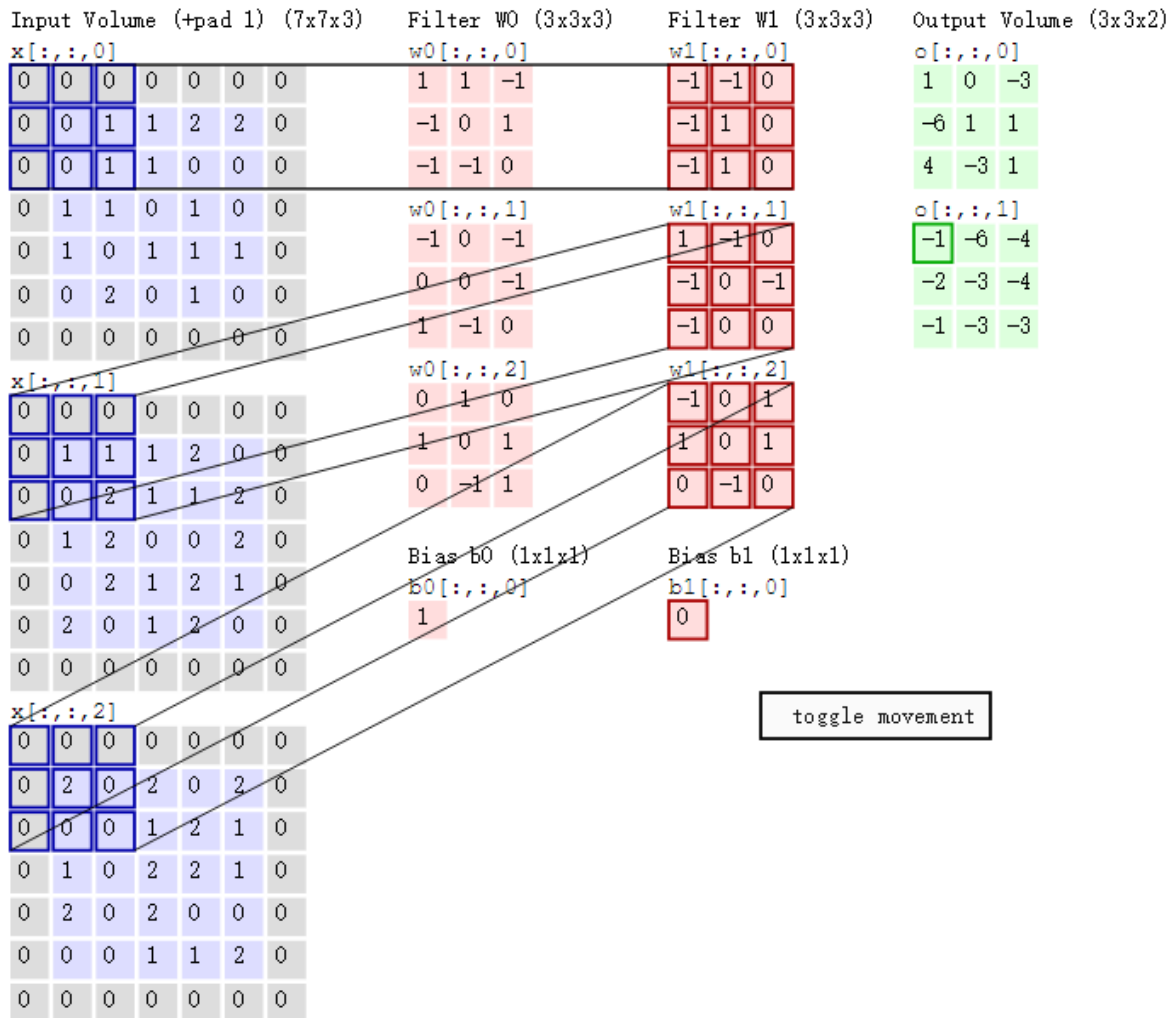 Input Volume (+pad 1) (7x7x3) Filter W0 (3x3x3) Filter W1 (3x3x3) Output Volume (3x3x2)
x[:,:,0] w0[:,:,0] w1[:,:,0] o[:,:,0]
0 0 0 0 0 0 0 1 1 -1 -1 -1 0 1 0 -3
0 0 1 1 2 2 0 -1 0 1 -1 1 0 -6 1 1
0 0 1 1 0 0 0 -1 -1 0 -1 1 0 4 -3 1
0 1 1 0 1 0 0 w0[:,:,1] w1[:,:,1] o[:,:,1]
0 1 0 1 1 1 0 -1 0 -1 1 -1 0 -1 -6 -4
0 0 2 0 1 0 0 0 0 -1 -1 0 -1 -2 -3 -4
0 0 0 0 0 0 0 1 -1 0 -1 0 0 -1 -3 -3
x[:,:,1] w0[:,:,2] w1[:,:,2]
0 0 0 0 0 0 0 0 1 0 -1 0 1
0 1 1 1 2 0 0 1 0 1 1 0 1
0 0 2 1 1 2 0 0 -1 1 0 -1 0
0 1 2 0 0 2 0 Bias b0 (1x1x1) Bias b1 (1x1x1)
0 0 2 1 2 1 0 b0[:,:,0] b1[:,:,0]
0 2 0 1 2 0 0 1 0
0 0 0 0 0 0 0
x[:,:,2] toggle movement
0 0 0 0 0 0 0
0 2 0 2 0 2 0
0 0 0 1 2 1 0
0 1 0 2 2 1 0
0 2 0 2 0 0 0
0 0 0 1 1 2 0
0 0 0 0 0 0 0